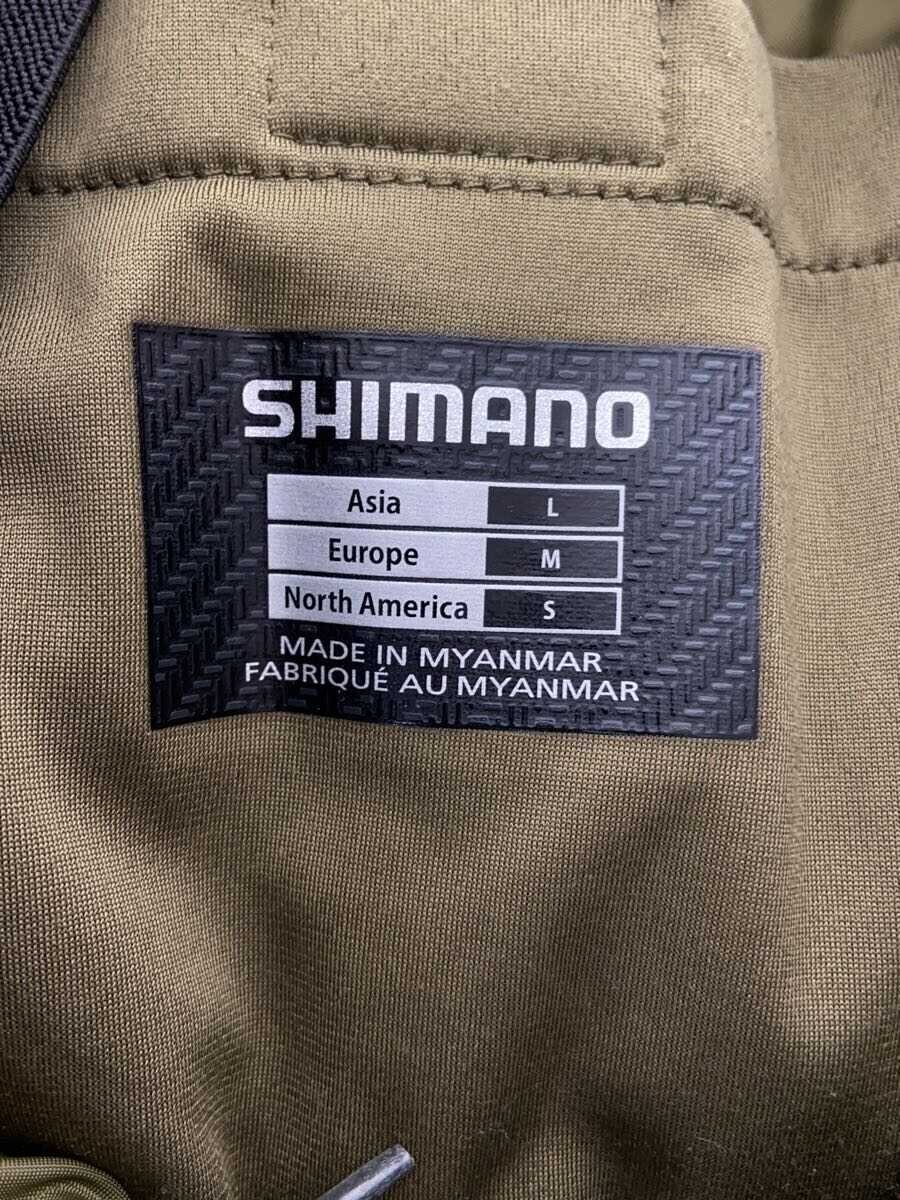 SHIMANO
Asia L
Europe M
North America S
MADE IN MYANMAR
FABRIQUÉ AU MYANMAR